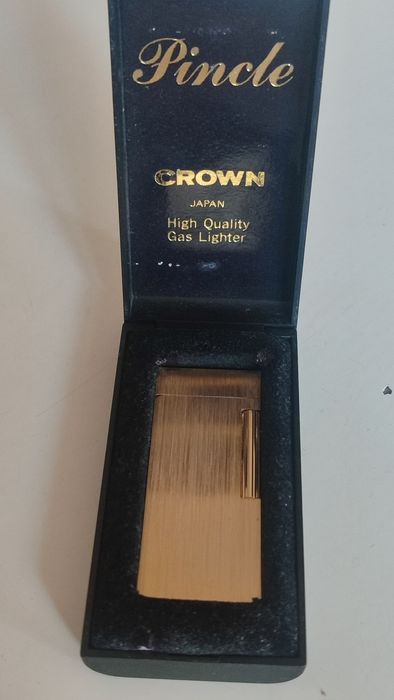 Pincle
CROWN
JAPAN
High Quality
Gas Lighter